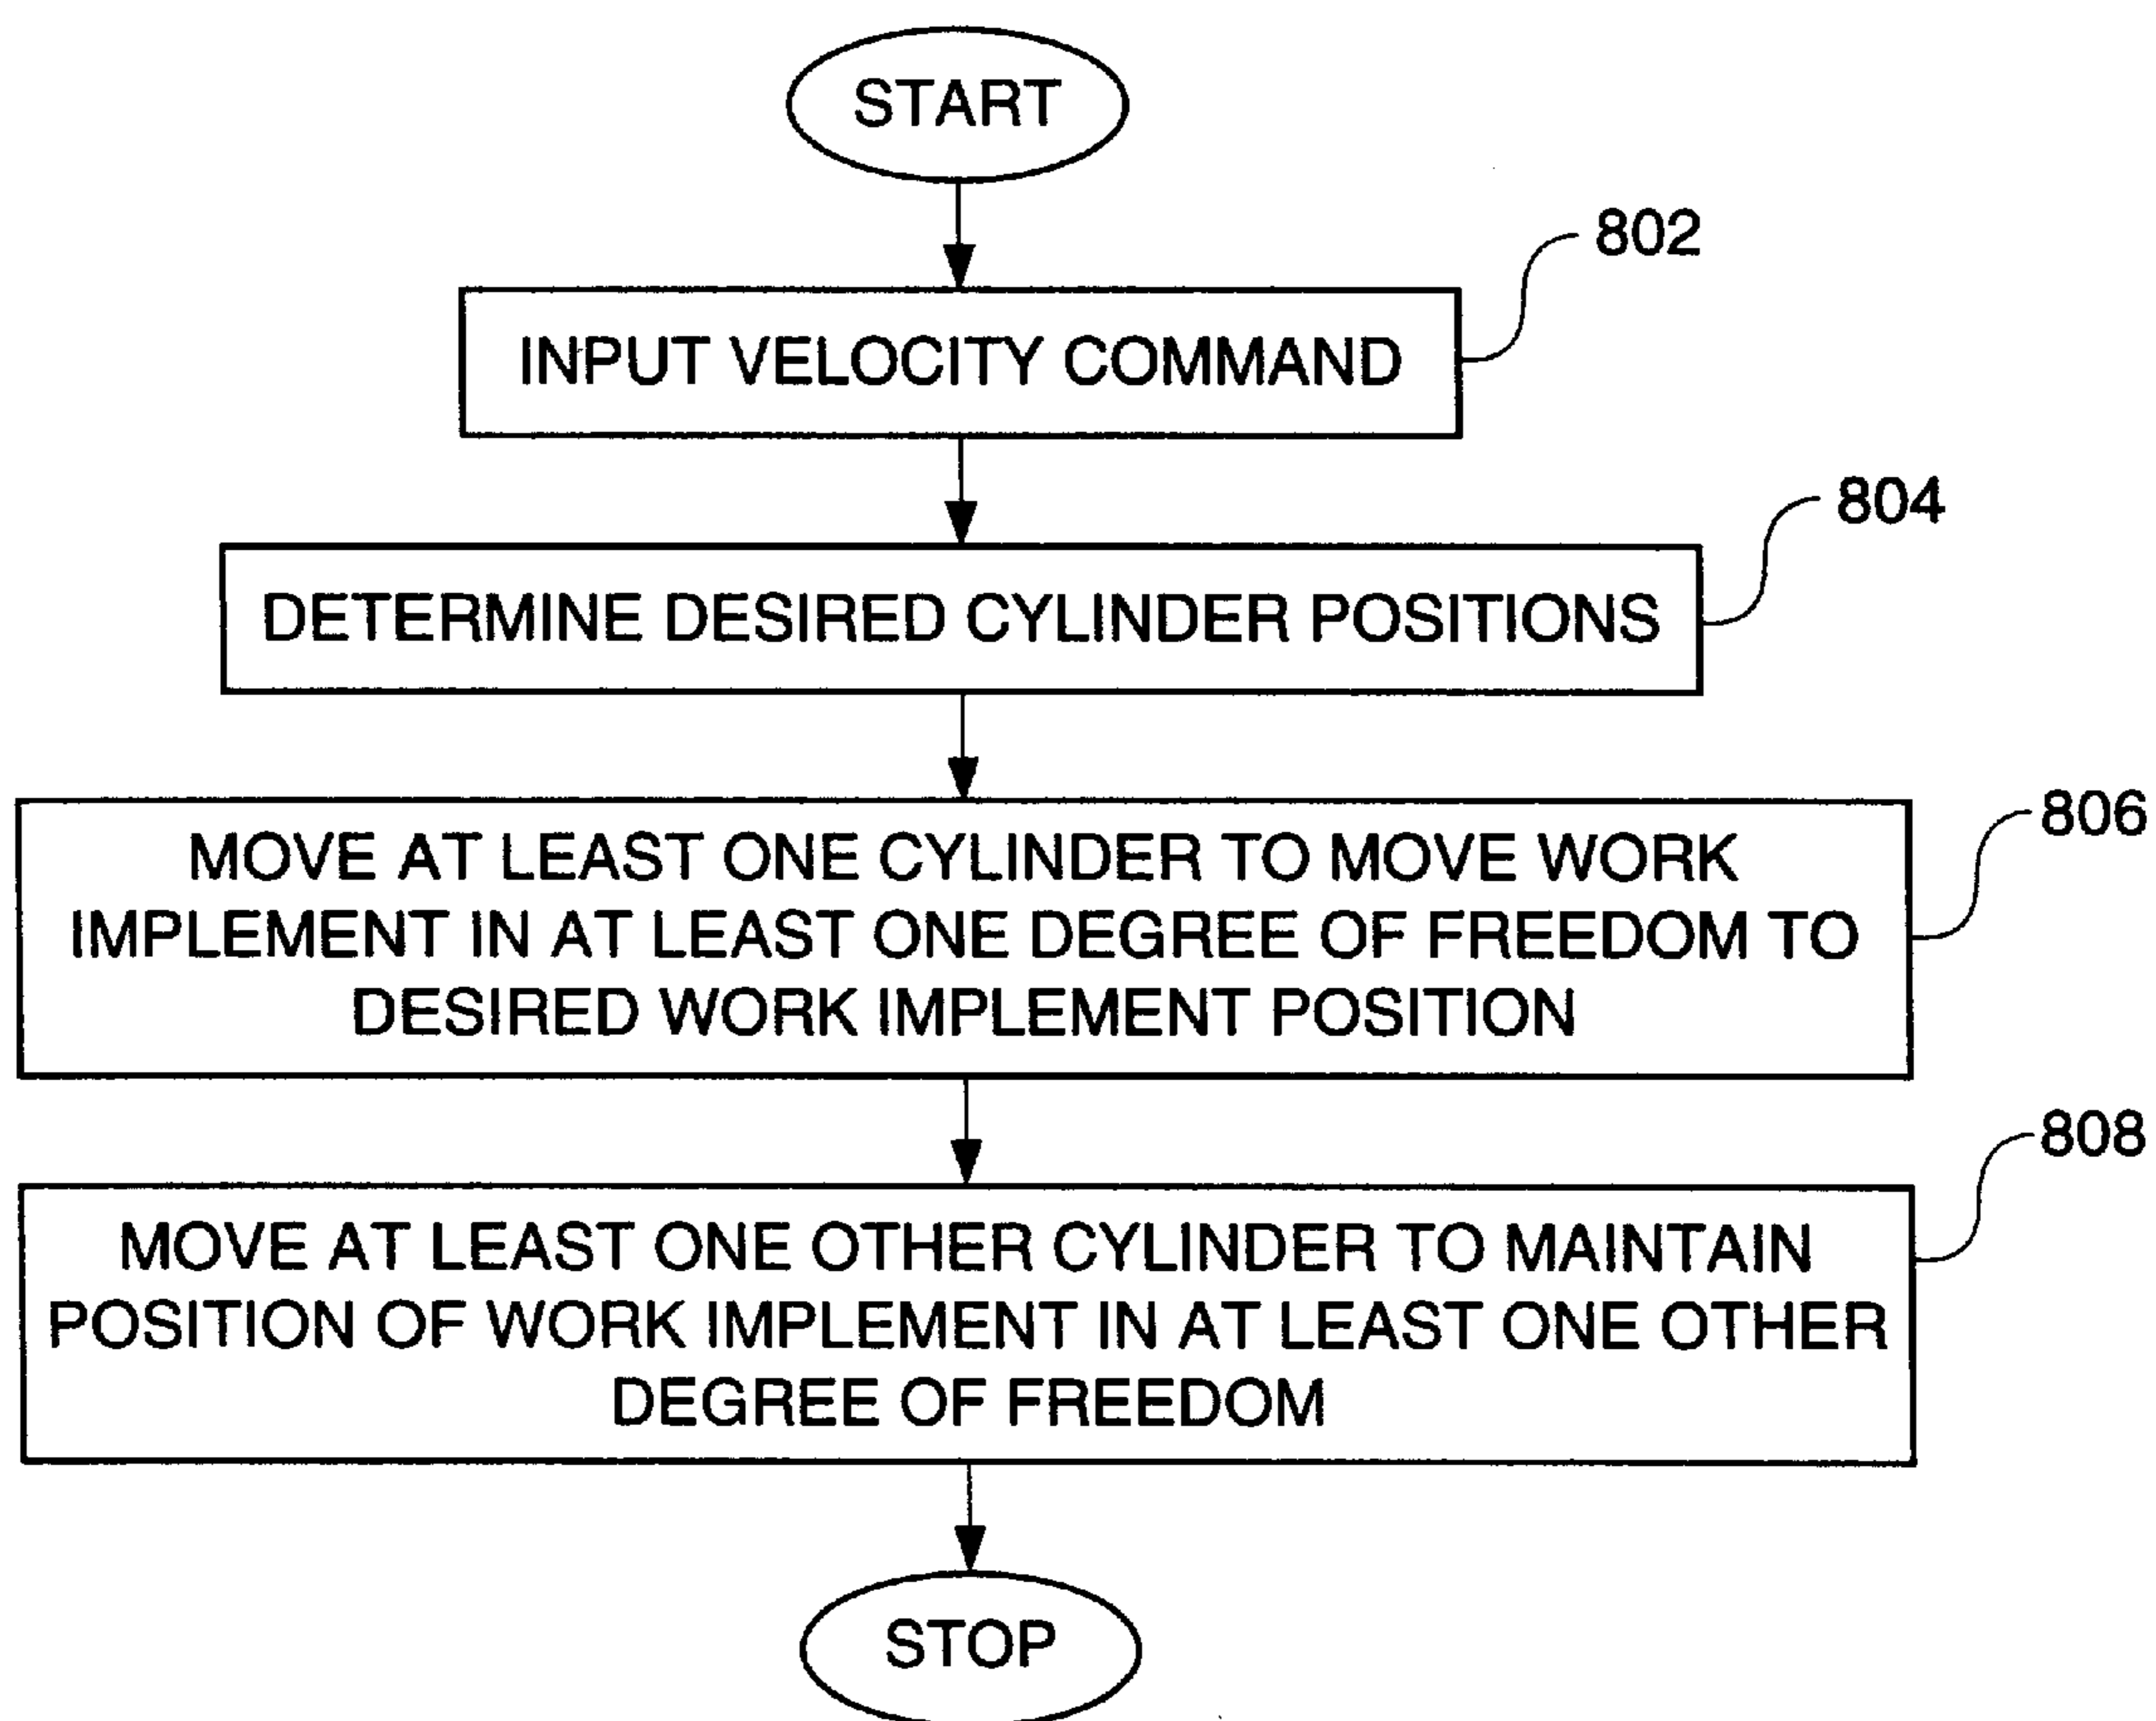 START
802
INPUT VELOCITY COMMAND
804
DETERMINE DESIRED CYLINDER POSITIONS
806
MOVE AT LEAST ONE CYLINDER TO MOVE WORK
IMPLEMENT IN AT LEAST ONE DEGREE OF FREEDOM TO
DESIRED WORK IMPLEMENT POSITION
808
MOVE AT LEAST ONE OTHER CYLINDER TO MAINTAIN
POSITION OF WORK IMPLEMENT IN AT LEAST ONE OTHER
DEGREE OF FREEDOM
STOP